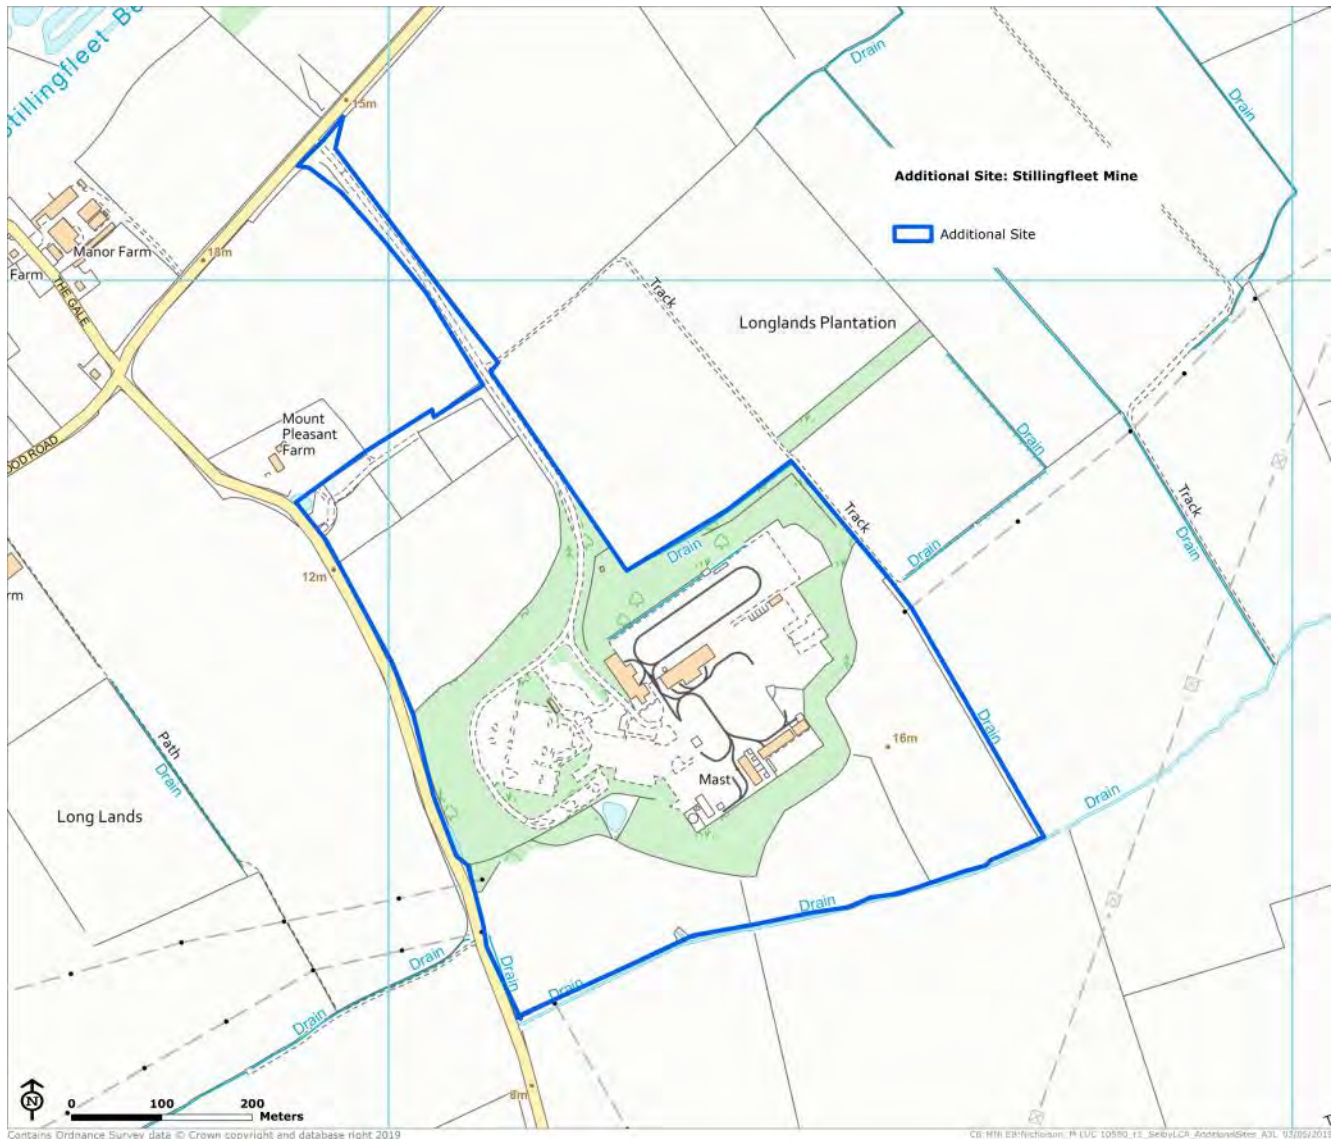 Stillingfleet Be
Drain
Drain
15m
Additional Site: Stillingfleet Mine
Additional Site
Manor Farm
18m
Farm
THE GALE
Track
Longlands Plantation
Mount
Pleasant
Farm
OOD ROAD
Drain
Track
Track
Drain
Drain
Drain
12m
rm
Path
Drain
Drain
16m
Mast
Drain
Long Lands
Drain
Drain
Drain
Drain
Drain
8m
N
0 100 200
Meters
Contains Ordnance Survey data © Crown copyright and database right 2019